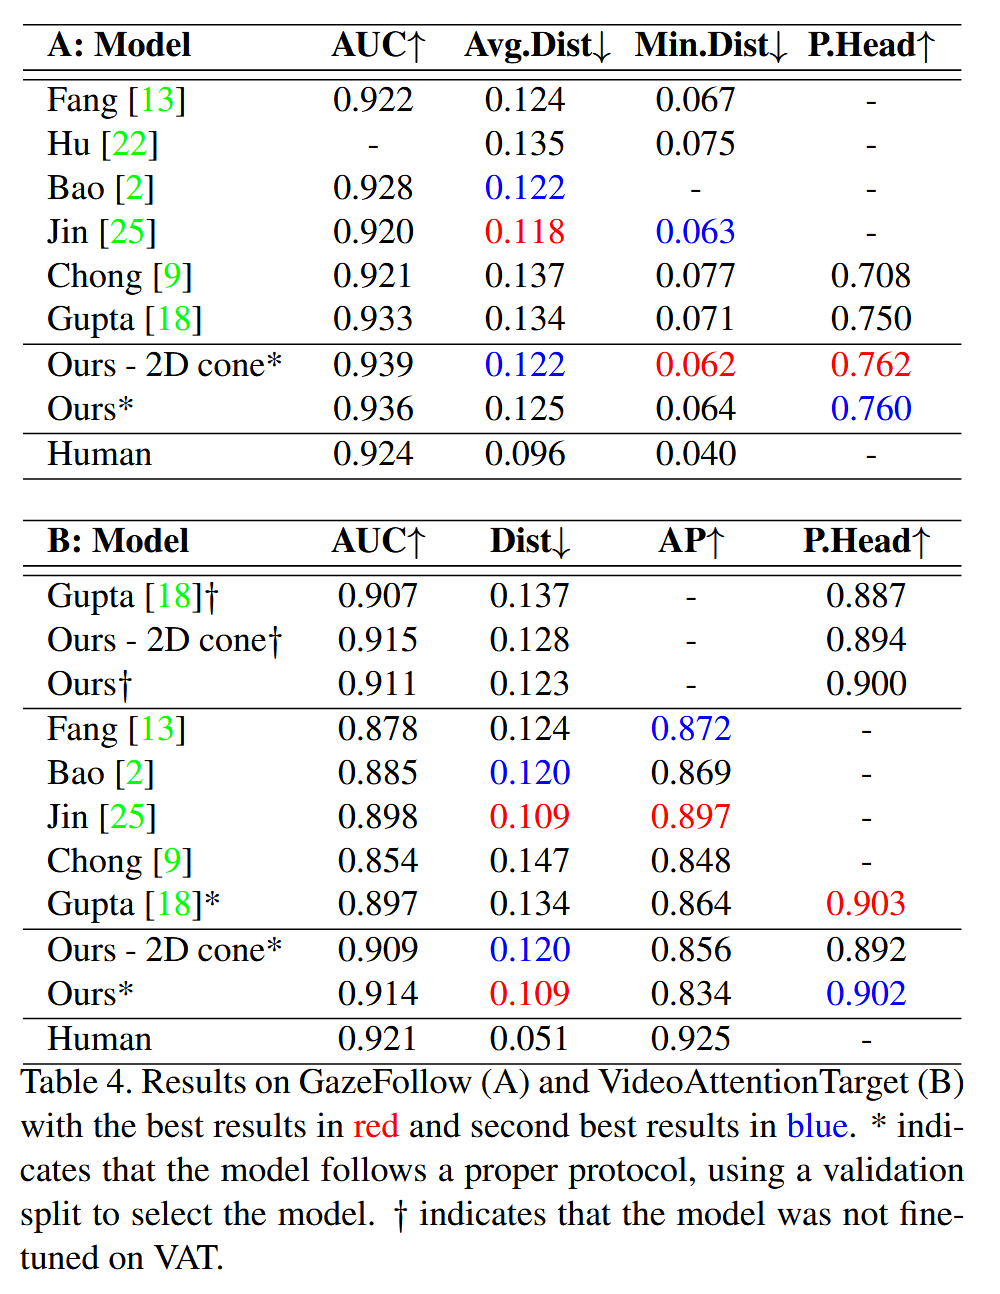 A: Model AUC↑ Avg.Dist↓ Min.Dist↓ P.Head↑
Fang [13] 0.922 0.124 0.067 -
Hu [22] - 0.135 0.075 -
Bao [2] 0.928 0.122 - -
Jin [25] 0.920 0.118 0.063 -
Chong [9] 0.921 0.137 0.077 0.708
Gupta [18] 0.933 0.134 0.071 0.750
Ours - 2D cone* 0.939 0.122 0.062 0.762
Ours* 0.936 0.125 0.064 0.760
Human 0.924 0.096 0.040 -
B: Model AUC↑ Dist↓ AP↑ P.Head↑
Gupta [18]† 0.907 0.137 - 0.887
Ours - 2D cone† 0.915 0.128 - 0.894
Ours† 0.911 0.123 - 0.900
Fang [13] 0.878 0.124 0.872 -
Bao [2] 0.885 0.120 0.869 -
Jin [25] 0.898 0.109 0.897 -
Chong [9] 0.854 0.147 0.848 -
Gupta [18]* 0.897 0.134 0.864 0.903
Ours - 2D cone* 0.909 0.120 0.856 0.892
Ours* 0.914 0.109 0.834 0.902
Human 0.921 0.051 0.925 -
Table 4. Results on GazeFollow (A) and VideoAttentionTarget (B)
with the best results in red and second best results in blue. * indi-
cates that the model follows a proper protocol, using a validation
split to select the model. † indicates that the model was not fine-
tuned on VAT.